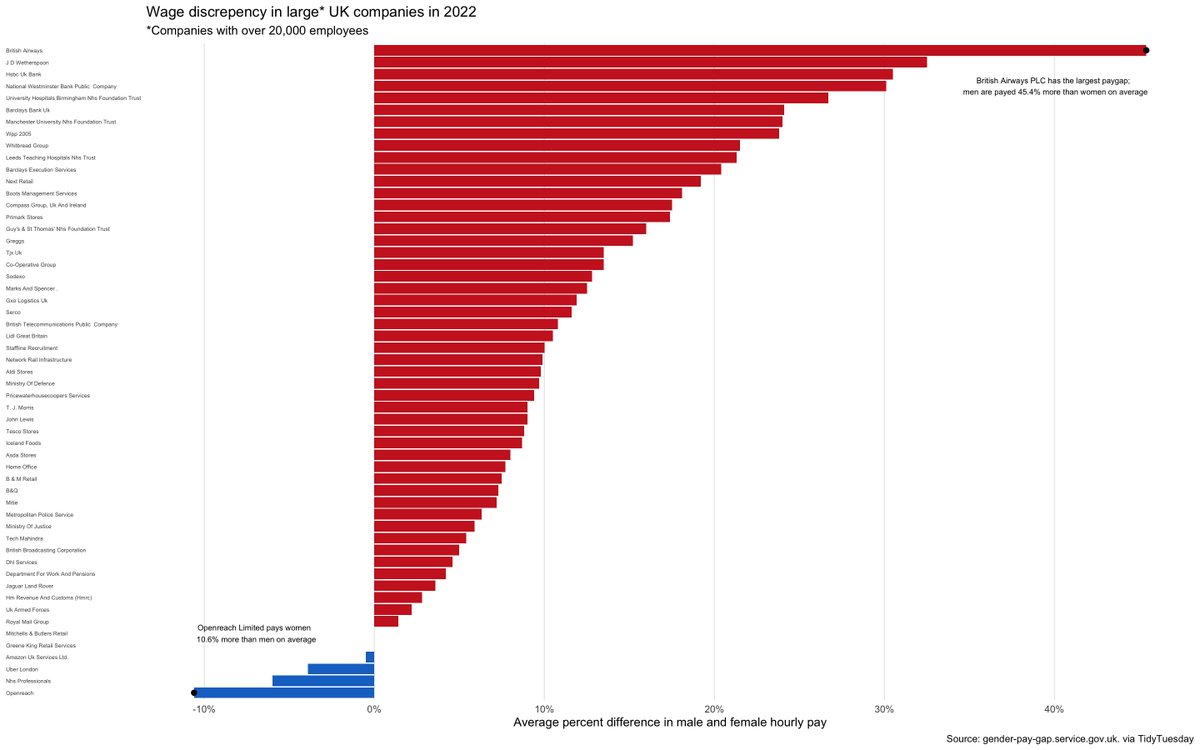 Wage discrepency in large* UK companies in 2022
*Companies with over 20,000 employees
British Airways
J D Wetherspoon
Hsbc Uk Bank
National Westminster Bank Public Company
University Hospitals Birmingham Nhs Foundation Trust
Barclays Bank Uk
Manchester University Nhs Foundation Trust
Wpp 2005
Whitbread Group
Leeds Teaching Hospitals Nhs Trust
Barclays Execution Services
Next Retail
Boots Management Services
Compass Group, Uk And Ireland
Primark Stores
Guy's & St Thomas' Nhs Foundation Trust
Greggs
Tjx Uk
Co-Operative Group
Sodexo
Marks And Spencer .
Gxo Logistics Uk
Serco
British Telecommunications Public Company
Lidl Great Britain
Staffline Recruitment
Network Rail Infrastructure
Aldi Stores
Ministry Of Defence
Pricewaterhousecoopers Services
T. J. Morris
John Lewis
Tesco Stores
Iceland Foods
Asda Stores
Home Office
B & M Retail
B&Q
Mitie
Metropolitan Police Service
Ministry Of Justice
Tech Mahindra
British Broadcasting Corporation
Dhl Services
Department For Work And Pensions
Jaguar Land Rover
Hm Revenue And Customs (Hmrc)
Uk Armed Forces
Royal Mail Group
Mitchells & Butlers Retail
Greene King Retail Services
Amazon Uk Services Ltd.
Uber London
Nhs Professionals
Openreach
British Airways PLC has the largest paygap;
men are payed 45.4% more than women on average
Openreach Limited pays women
10.6% more than men on average
-10% 0% 10% 20% 30% 40%
Average percent difference in male and female hourly pay
Source: gender-pay-gap.service.gov.uk. via TidyTuesday